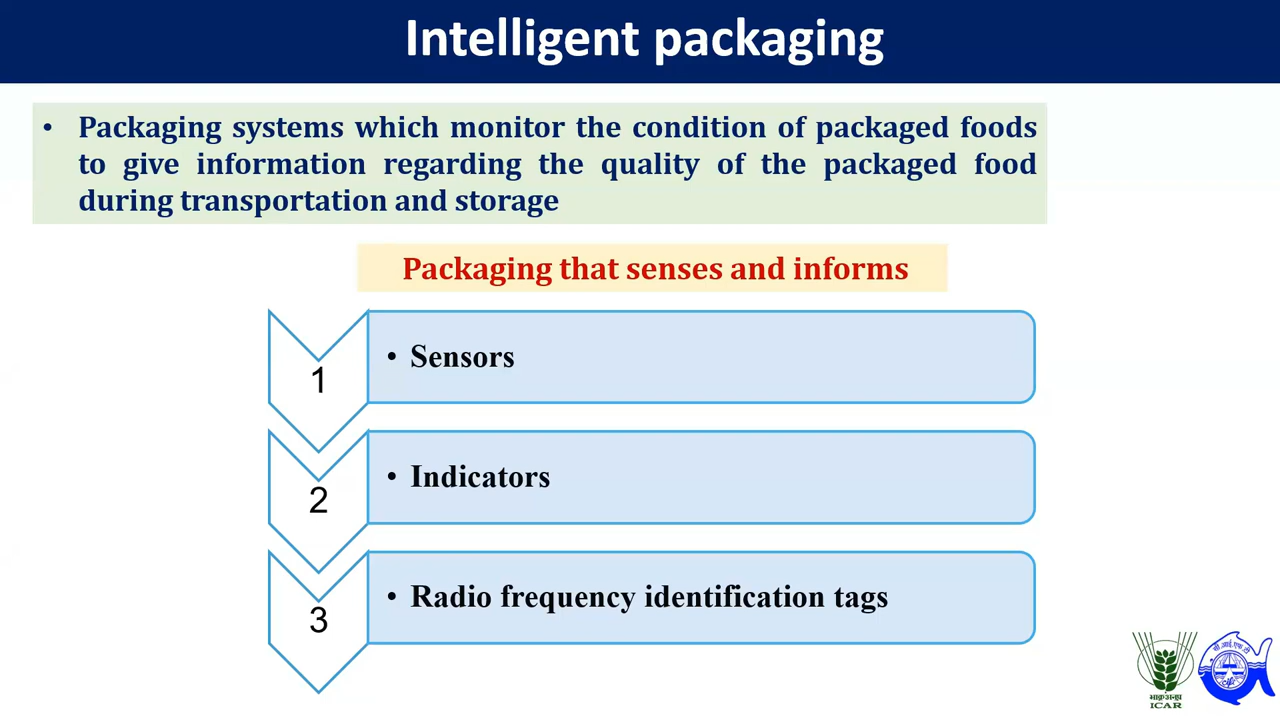 Intelligent packaging
• Packaging systems which monitor the condition of packaged foods
to give information regarding the quality of the packaged food
during transportation and storage
Packaging that senses and informs
1
• Sensors
2
• Indicators
3
• Radio frequency identification tags
भाकृअनुप
ICAR